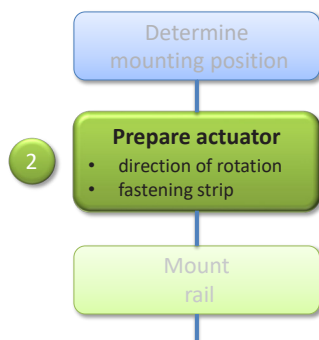 Determine
mounting position
2
Prepare actuator
• direction of rotation
• fastening strip
Mount
rail